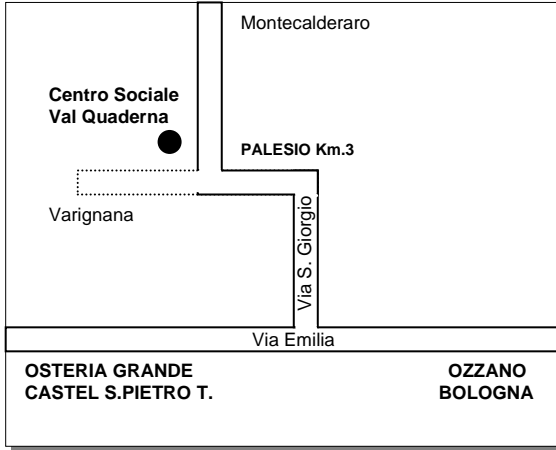 Montecalderaro
Centro Sociale
Val Quaderna
PALESIO Km.3
Varignana
Via S. Giorgio
Via Emilia
OSTERIA GRANDE
CASTEL S.PIETRO T.
OZZANO
BOLOGNA